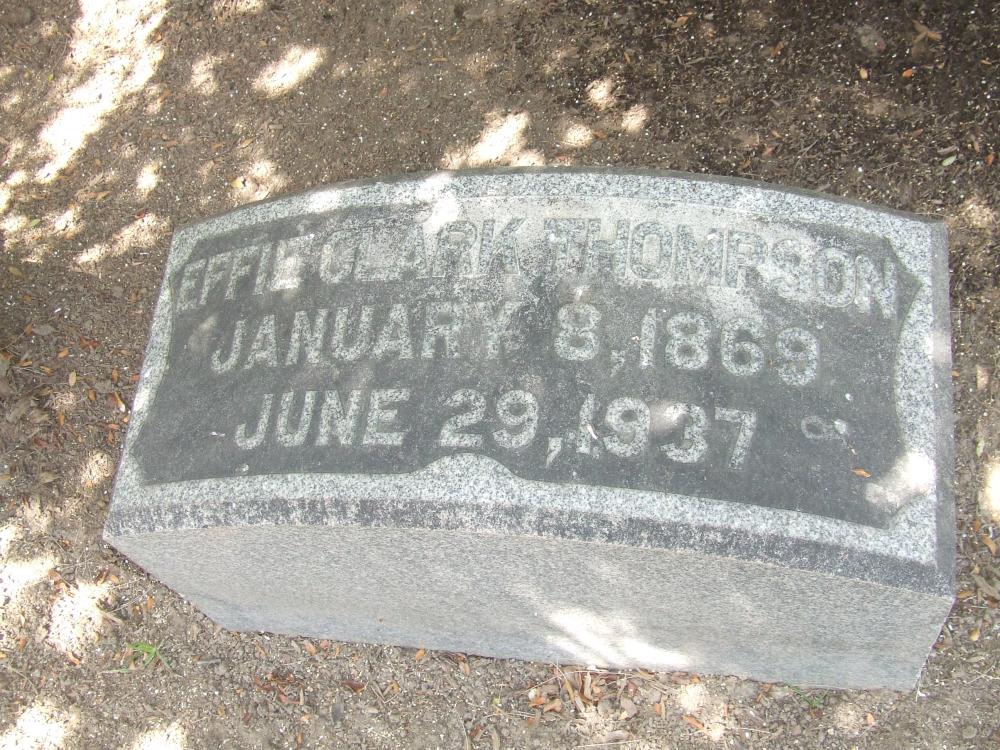 EFFIE CLARK THOMPSON
JANUARY 8, 1869
JUNE 29, 1937